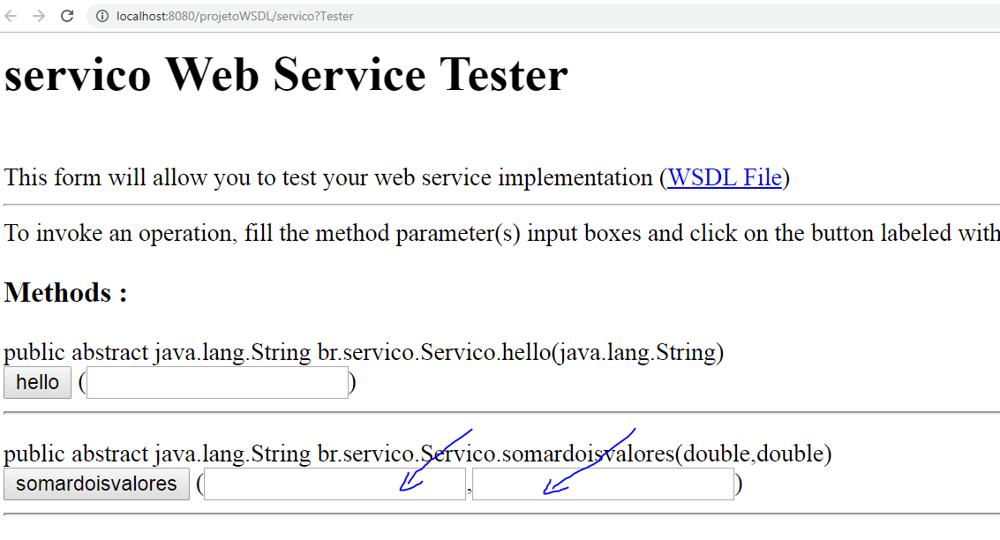 localhost:8080/projetoWSDL/servico?Tester
servico Web Service Tester
This form will allow you to test your web service implementation (WSDL File)
To invoke an operation, fill the method parameter(s) input boxes and click on the button labeled with
Methods :
public abstract java.lang.String br.servico.Servico.hello(java.lang.String)
hello ( )
public abstract java.lang.String br.servico.Servico.somardoisvalores(double,double)
somardoisvalores ( , )